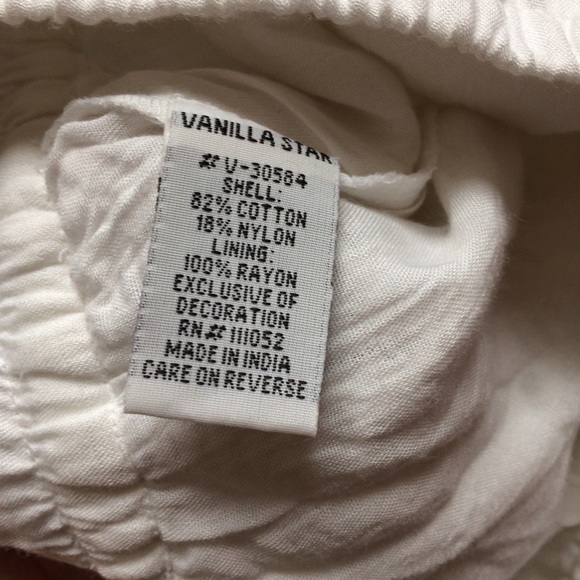 VANILLA STAR
# V-30584
SHELL:
82% COTTON
18% NYLON
LINING:
100% RAYON
EXCLUSIVE OF
DECORATION
RN# 111052
MADE IN INDIA
CARE ON REVERSE